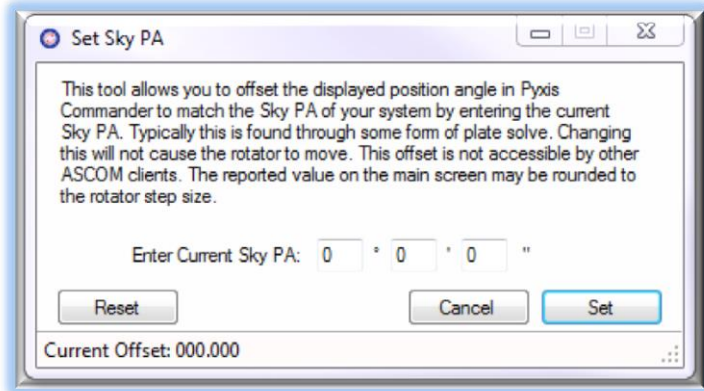 Set Sky PA
This tool allows you to offset the displayed position angle in Pyxis
Commander to match the Sky PA of your system by entering the current
Sky PA. Typically this is found through some form of plate solve. Changing
this will not cause the rotator to move. This offset is not accessible by other
ASCOM clients. The reported value on the main screen may be rounded to
the rotator step size.
Enter Current Sky PA: 0 ° 0 ' 0 "
Reset Cancel Set
Current Offset: 000.000